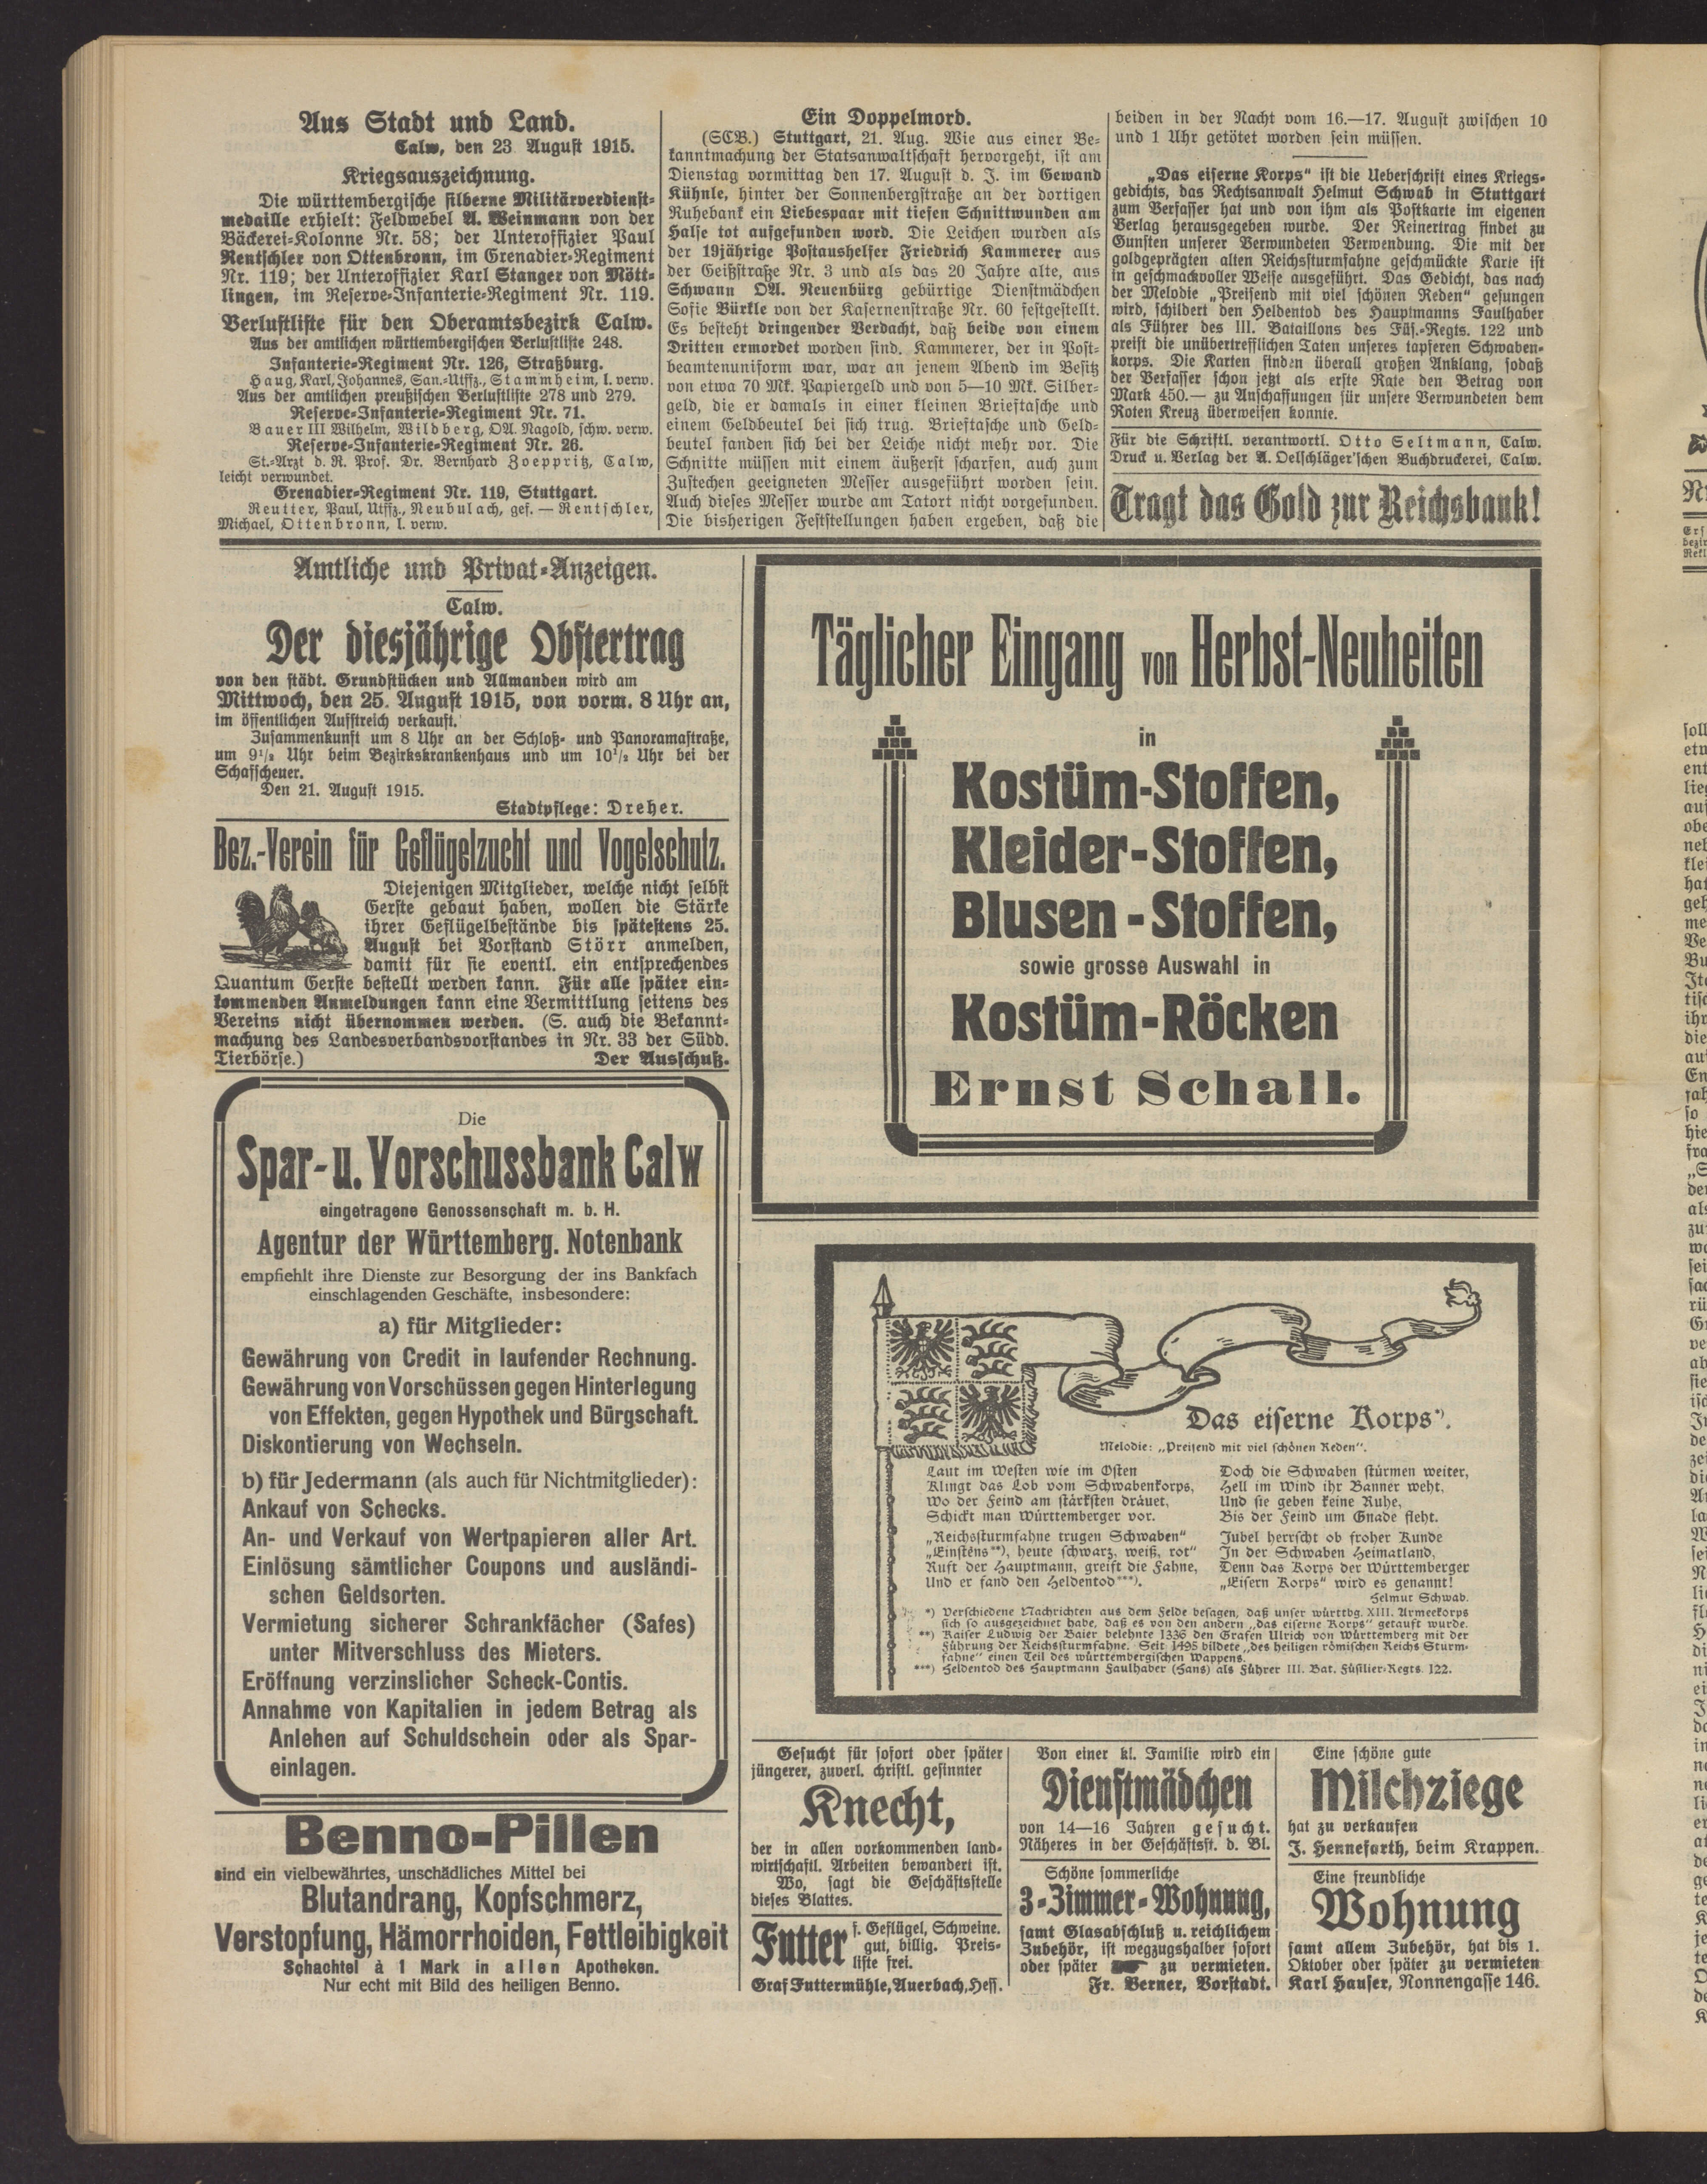 Aus Stadt und Land.
Calw, den 23. August 1915.
Kriegsauszeichnung.
Die württembergische silberne Militärverdienst-
medaille erhielt: Feldwebel A. Weinmann von der
Bäckerei-Kolonne Nr. 58; der Unteroffizier Paul
Rentschler von Ottenbronn, im Grenadier-Regiment
Nr. 119; der Unteroffizier Karl Stanger von Mött-
lingen, im Reserve-Infanterie-Regiment Nr. 119.
Verlustliste für den Oberamtsbezirk Calw.
Aus der amtlichen württembergischen Verlustliste 248.
Infanterie-Regiment Nr. 126, Straßburg.
Haug, Karl, Johannes, San.-Utffz., Stammheim, l. verw.
Aus der amtlichen preußischen Verlustliste 278 und 279.
Reserve-Infanterie-Regiment Nr. 71.
Bauer III Wilhelm, Wildberg, OA. Nagold, schw. verw.
Reserve-Infanterie-Regiment Nr. 26.
St.-Arzt d. R. Prof. Dr. Bernhard Zoeppritz, Calw,
leicht verwundet.
Grenadier-Regiment Nr. 119, Stuttgart.
Reutter, Paul, Utffz., Neubulach, gef. — Rentschler,
Michael, Ottenbronn, l. verw.
Ein Doppelmord.
(SCB.) Stuttgart, 21. Aug. Wie aus einer Be-
kanntmachung der Statsanwaltschaft hervorgeht, ist am
Dienstag vormittag den 17. August d. J. im Gewand
Kühnle, hinter der Sonnenbergstraße an der dortigen
Ruhebank ein Liebespaar mit tiefen Schnittwunden am
Halse tot aufgefunden word. Die Leichen wurden als
der 19jährige Postaushelfer Friedrich Kammerer aus
der Geißstraße Nr. 3 und als das 20 Jahre alte, aus
Schwann OA. Neuenbürg gebürtige Dienstmädchen
Sofie Bürkle von der Kasernenstraße Nr. 60 festgestellt.
Es besteht dringender Verdacht, daß beide von einem
Dritten ermordet worden sind. Kammerer, der in Post-
beamtenuniform war, war an jenem Abend im Besitz
von etwa 70 Mk. Papiergeld und von 5—10 Mk. Silber-
geld, die er damals in einer kleinen Brieftasche und
einem Geldbeutel bei sich trug. Brieftasche und Geld-
beutel fanden sich bei der Leiche nicht mehr vor. Die
Schnitte müssen mit einem äußerst scharfen, auch zum
Zustechen geeigneten Messer ausgeführt worden sein.
Auch dieses Messer wurde am Tatort nicht vorgefunden.
Die bisherigen Feststellungen haben ergeben, daß die
beiden in der Nacht vom 16.—17. August zwischen 10
und 1 Uhr getötet worden sein müssen.
„Das eiserne Korps“ ist die Ueberschrift eines Kriegs-
gedichts, das Rechtsanwalt Helmut Schwab in Stuttgart
zum Verfasser hat und von ihm als Postkarte im eigenen
Verlag herausgegeben wurde. Der Reinertrag findet zu
Gunsten unserer Verwundeten Verwendung. Die mit der
goldgeprägten alten Reichssturmfahne geschmückte Karte ist
in geschmackvoller Weise ausgeführt. Das Gedicht, das nach
der Melodie „Preisend mit viel schönen Reden“ gesungen
wird, schildert den Heldentod des Hauptmanns Faulhaber
als Führer des III. Bataillons des Füs.-Regts. 122 und
preist die unübertrefflichen Taten unseres tapferen Schwaben-
korps. Die Karten finden überall großen Anklang, sodaß
der Verfasser schon jetzt als erste Rate den Betrag von
Mark 450.— zu Anschaffungen für unsere Verwundeten dem
Roten Kreuz überweisen konnte.
Für die Schriftl. verantwortl. Otto Seltmann, Calw.
Druck u. Verlag der A. Oelschläger'schen Buchdruckerei, Calw.
Tragt das Gold zur Reichsbank!
Amtliche und Privat-Anzeigen.
Calw.
Der diesjährige Obstertrag
von den städt. Grundstücken und Allmanden wird am
Mittwoch, den 25. August 1915, von vorm. 8 Uhr an,
im öffentlichen Aufstreich verkauft.
Zusammenkunft um 8 Uhr an der Schloß- und Panoramastraße,
um 9½ Uhr beim Bezirkskrankenhaus und um 10½ Uhr bei der
Schafscheuer.
Den 21. August 1915.
Stadtpflege: Dreher.
Bez.-Verein für Geflügelzucht und Vogelschutz.
Diejenigen Mitglieder, welche nicht selbst
Gerste gebaut haben, wollen die Stärke
ihrer Geflügelbestände bis spätestens 25.
August bei Vorstand Störr anmelden,
damit für sie eventl. ein entsprechendes
Quantum Gerste bestellt werden kann. Für alle später ein-
kommenden Anmeldungen kann eine Vermittlung seitens des
Vereins nicht übernommen werden. (S. auch die Bekannt-
machung des Landesverbandsvorstandes in Nr. 33 der Südd.
Tierbörse.) Der Ausschuß.
Die
Spar- u. Vorschussbank Calw
eingetragene Genossenschaft m. b. H.
Agentur der Württemberg. Notenbank
empfiehlt ihre Dienste zur Besorgung der ins Bankfach
einschlagenden Geschäfte, insbesondere:
a) für Mitglieder:
Gewährung von Credit in laufender Rechnung.
Gewährung von Vorschüssen gegen Hinterlegung
von Effekten, gegen Hypothek und Bürgschaft.
Diskontierung von Wechseln.
b) für Jedermann (als auch für Nichtmitglieder):
Ankauf von Schecks.
An- und Verkauf von Wertpapieren aller Art.
Einlösung sämtlicher Coupons und ausländi-
schen Geldsorten.
Vermietung sicherer Schrankfächer (Safes)
unter Mitverschluss des Mieters.
Eröffnung verzinslicher Scheck-Contis.
Annahme von Kapitalien in jedem Betrag als
Anlehen auf Schuldschein oder als Spar-
einlagen.
Benno-Pillen
sind ein vielbewährtes, unschädliches Mittel bei
Blutandrang, Kopfschmerz,
Verstopfung, Hämorrhoiden, Fettleibigkeit
Schachtel à 1 Mark in allen Apotheken.
Nur echt mit Bild des heiligen Benno.
Täglicher Eingang von Herbst-Neuheiten
in
Kostüm-Stoffen,
Kleider-Stoffen,
Blusen-Stoffen,
sowie grosse Auswahl in
Kostüm-Röcken
Ernst Schall.
Das eiserne Korps*).
Melodie: „Preisend mit viel schönen Reden“.
Laut im Westen wie im Osten
Klingt das Lob vom Schwabenkorps,
Wo der Feind am stärksten dräuet,
Schickt man Württemberger vor.
„Reichssturmfahne trugen Schwaben“
„Einstens**), heute schwarz, weiß, rot“
Ruft der Hauptmann, greift die Fahne,
Und er fand den Heldentod***).
Doch die Schwaben stürmen weiter,
Hell im Wind ihr Banner weht,
Und sie geben keine Ruhe,
Bis der Feind um Gnade fleht.
Jubel herrscht ob froher Kunde
In der Schwaben Heimatland,
Denn das Korps der Württemberger
„Eisern Korps“ wird es genannt!
Helmut Schwab.
*) Verschiedene Nachrichten aus dem Felde besagen, daß unser württbg. XIII. Armeekorps
sich so ausgezeichnet habe, daß es von den andern „das eiserne Korps“ getauft wurde.
**) Kaiser Ludwig der Baier belehnte 1336 den Grafen Ulrich von Württemberg mit der
Führung der Reichssturmfahne. Seit 1495 bildete „des heiligen römischen Reichs Sturm-
fahne“ einen Teil des württembergischen Wappens.
***) Heldentod des Hauptmann Faulhaber (Hans) als Führer III. Bat. Füsilier-Regts. 122.
Gesucht für sofort oder später
jüngerer, zuverl. christl. gesinnter
Knecht,
der in allen vorkommenden land-
wirtschaftl. Arbeiten bewandert ist.
Wo, sagt die Geschäftsstelle
dieses Blattes.
Futter f. Geflügel, Schweine.
gut, billig. Preis-
liste frei.
Graf Futtermühle, Auerbach, Hess.
Von einer kl. Familie wird ein
Dienstmädchen
von 14—16 Jahren gesucht.
Näheres in der Geschäftsst. d. Bl.
Schöne sommerliche
3-Zimmer-Wohnung,
samt Glasabschluß u. reichlichem
Zubehör, ist wegzugshalber sofort
oder später zu vermieten.
Fr. Berner, Vorstadt.
Eine schöne gute
Milchziege
hat zu verkaufen
J. Hennefarth, beim Krappen.
Eine freundliche
Wohnung
samt allem Zubehör, hat bis 1.
Oktober oder später zu vermieten
Karl Hauser, Nonnengasse 146.